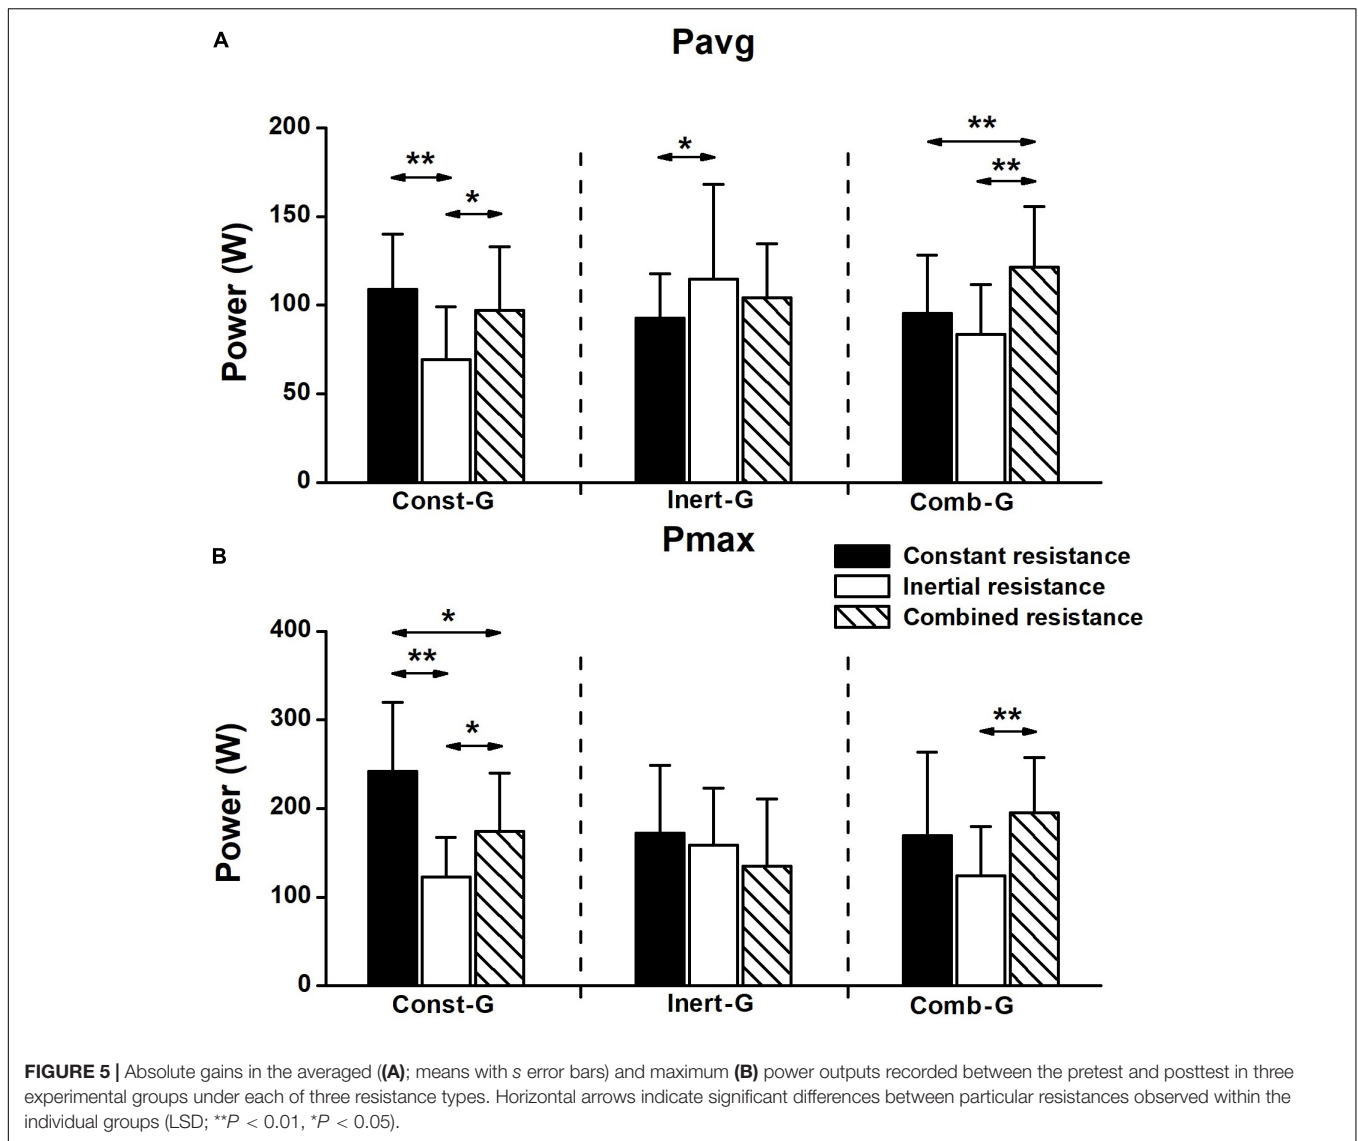 A
Pavg
Power (W)
200
150
100
50
0
**
*
*
**
**
Const-G
Inert-G
Comb-G
B
Pmax
Constant resistance
Inertial resistance
Combined resistance
Power (W)
400
300
200
100
0
*
**
*
**
Const-G
Inert-G
Comb-G
FIGURE 5 | Absolute gains in the averaged ((A); means with s error bars) and maximum (B) power outputs recorded between the pretest and posttest in three
experimental groups under each of three resistance types. Horizontal arrows indicate significant differences between particular resistances observed within the
individual groups (LSD; **P < 0.01, *P < 0.05).